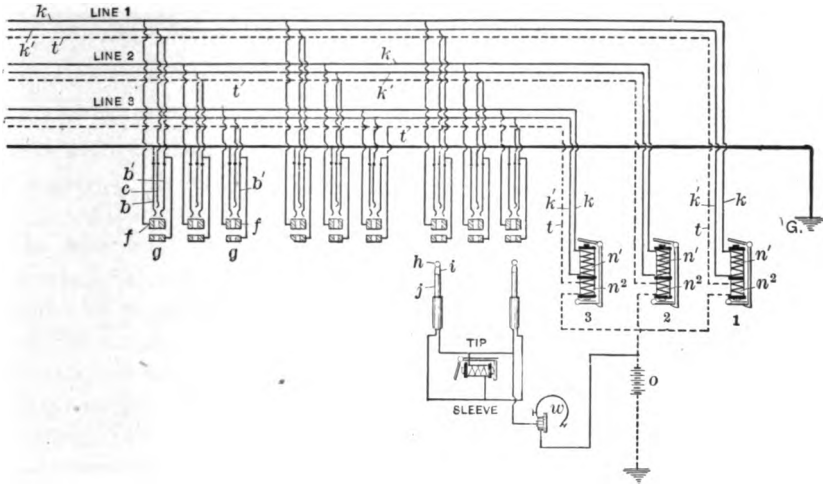 k LINE 1
k' t'
LINE 2 k
t' k'
LINE 3
t'
b'
c b'
b
f f
g g
k' k k' k
t t G.
h i n' n' n'
j n² n² n²
3 2 1
TIP
o
w
SLEEVE